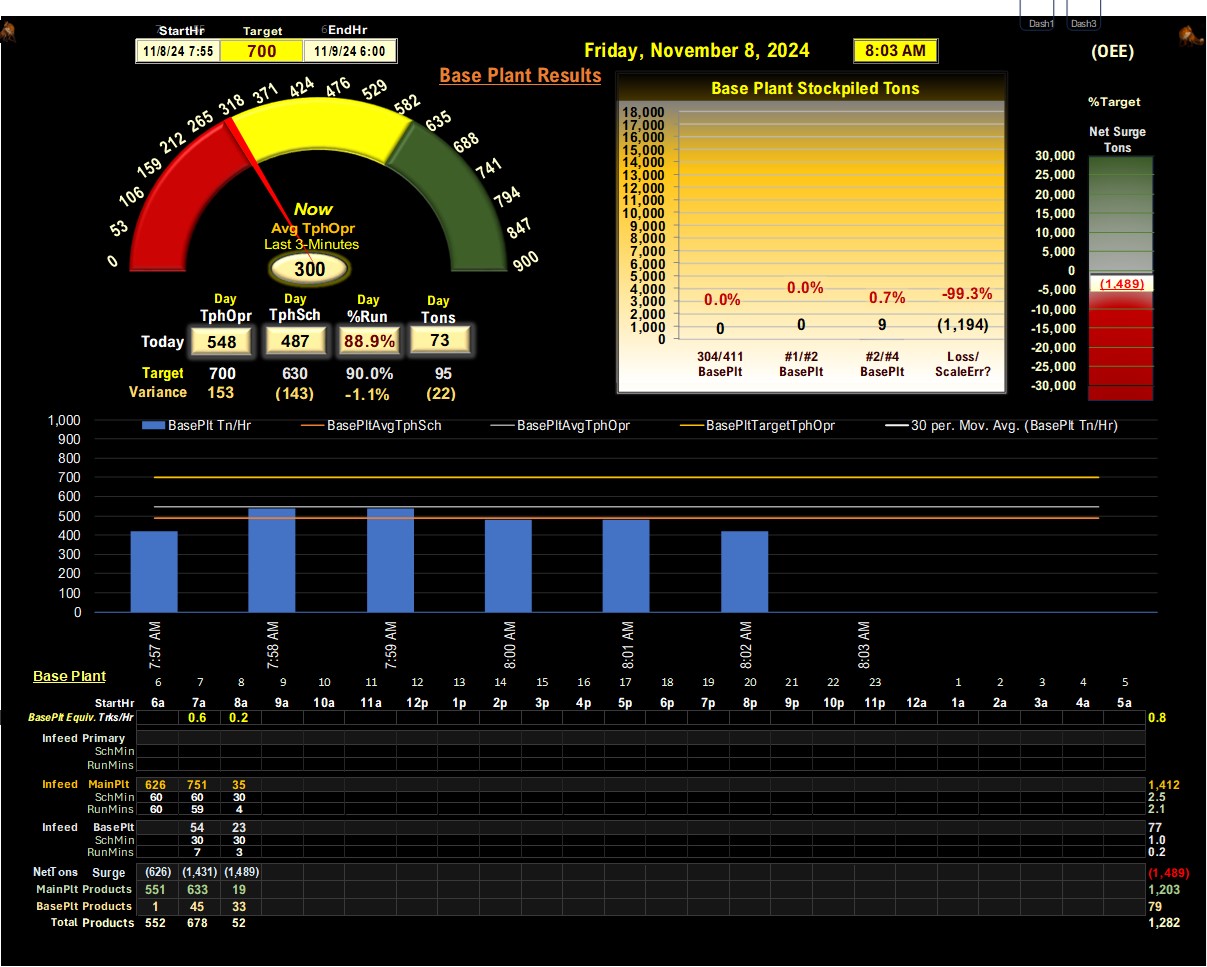 Dash1 Dash3
StartHr Target EndHr
11/8/24 7:55 700 11/9/24 6:00
Friday, November 8, 2024 8:03 AM (OEE)
Base Plant Results
0 53 106 159 212 265 318 371 424 476 529 582 635 688 741 794 847 900
Now
Avg TphOpr
Last 3-Minutes
300
Day Day Day Day
TphOpr TphSch %Run Tons
Today 548 487 88.9% 73
Target 700 630 90.0% 95
Variance 153 (143) -1.1% (22)
Base Plant Stockpiled Tons
18,000
17,000
16,000
15,000
14,000
13,000
12,000
11,000
10,000
9,000
8,000
7,000
6,000
5,000
4,000
3,000
2,000
1,000
0
0.0% 0.0% 0.7% -99.3%
0 0 9 (1,194)
304/411 #1/#2 #2/#4 Loss/
BasePlt BasePlt BasePlt ScaleErr?
%Target
Net Surge
Tons
30,000
25,000
20,000
15,000
10,000
5,000
0
(1,489)
-5,000
-10,000
-15,000
-20,000
-25,000
-30,000
BasePlt Tn/Hr BasePltAvgTphSch BasePltAvgTphOpr BasePltTargetTphOpr 30 per. Mov. Avg. (BasePlt Tn/Hr)
1,000
900
800
700
600
500
400
300
200
100
0
7:57 AM 7:58 AM 7:59 AM 8:00 AM 8:01 AM 8:02 AM 8:03 AM
Base Plant
6 7 8 9 10 11 12 13 14 15 16 17 18 19 20 21 22 23 1 2 3 4 5
StartHr 6a 7a 8a 9a 10a 11a 12p 1p 2p 3p 4p 5p 6p 7p 8p 9p 10p 11p 12a 1a 2a 3a 4a 5a
BasePlt Equiv. Trks/Hr 0.6 0.2 0.8
Infeed Primary
SchMin
RunMins
Infeed MainPlt 626 751 35 1,412
SchMin 60 60 30 2.5
RunMins 60 59 4 2.1
Infeed BasePlt 54 23 77
SchMin 30 30 1.0
RunMins 7 3 0.2
NetTons Surge (626) (1,431) (1,489) (1,489)
MainPlt Products 551 633 19 1,203
BasePlt Products 1 45 33 79
Total Products 552 678 52 1,282